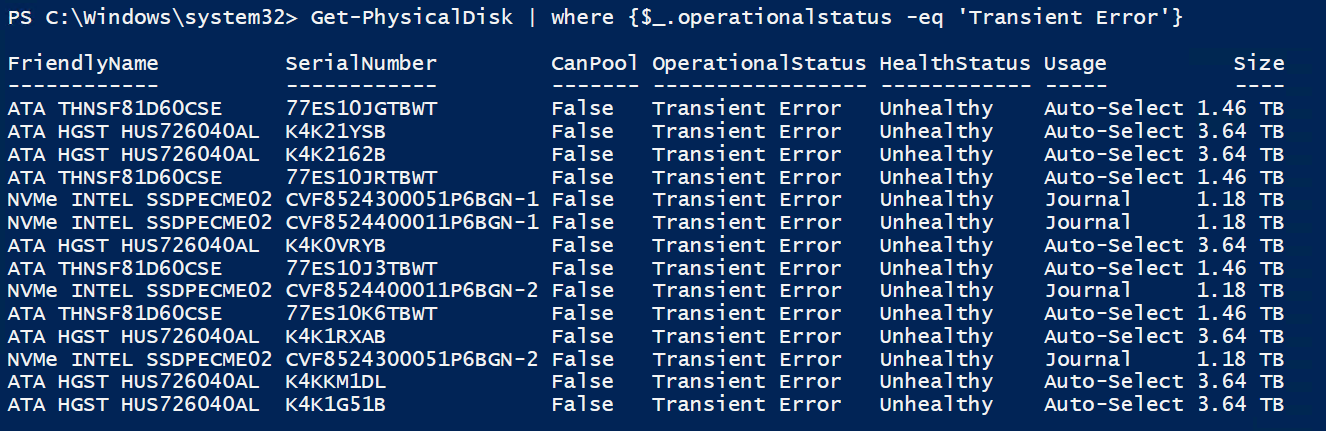 PS C:\Windows\system32> Get-PhysicalDisk | where {$_.operationalstatus -eq 'Transient Error'}
FriendlyName SerialNumber CanPool OperationalStatus HealthStatus Usage Size
------------ ------------ ------- ----------------- ------------ ----- ----
ATA THNSF81D60CSE 77ES10JGTBWT False Transient Error Unhealthy Auto-Select 1.46 TB
ATA HGST HUS726040AL K4K21YSB False Transient Error Unhealthy Auto-Select 3.64 TB
ATA HGST HUS726040AL K4K2162B False Transient Error Unhealthy Auto-Select 3.64 TB
ATA THNSF81D60CSE 77ES10JRTBWT False Transient Error Unhealthy Auto-Select 1.46 TB
NVMe INTEL SSDPECME02 CVF8524300051P6BGN-1 False Transient Error Unhealthy Journal 1.18 TB
NVMe INTEL SSDPECME02 CVF8524400011P6BGN-1 False Transient Error Unhealthy Journal 1.18 TB
ATA HGST HUS726040AL K4K0VRYB False Transient Error Unhealthy Auto-Select 3.64 TB
ATA THNSF81D60CSE 77ES10J3TBWT False Transient Error Unhealthy Auto-Select 1.46 TB
NVMe INTEL SSDPECME02 CVF8524400011P6BGN-2 False Transient Error Unhealthy Journal 1.18 TB
ATA THNSF81D60CSE 77ES10K6TBWT False Transient Error Unhealthy Auto-Select 1.46 TB
ATA HGST HUS726040AL K4K1RXAB False Transient Error Unhealthy Auto-Select 3.64 TB
NVMe INTEL SSDPECME02 CVF8524300051P6BGN-2 False Transient Error Unhealthy Journal 1.18 TB
ATA HGST HUS726040AL K4KKM1DL False Transient Error Unhealthy Auto-Select 3.64 TB
ATA HGST HUS726040AL K4K1G51B False Transient Error Unhealthy Auto-Select 3.64 TB